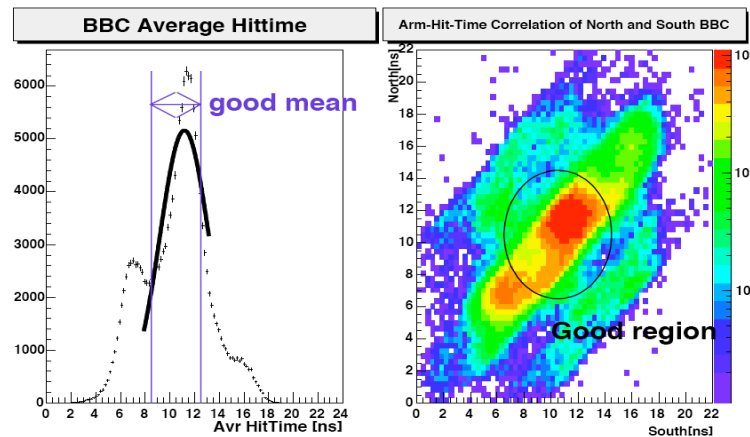 BBC Average Hittime
6000
5000
4000
3000
2000
1000
0
good mean
0 2 4 6 8 10 12 14 16 18 20 22 24
Avr HitTime [ns]
Arm-Hit-Time Correlation of North and South BBC
North[ns]
22
20
18
16
14
12
10
8
6
4
2
0
Good region
0 2 4 6 8 10 12 14 16 18 20 22
South[ns]
10
10
10